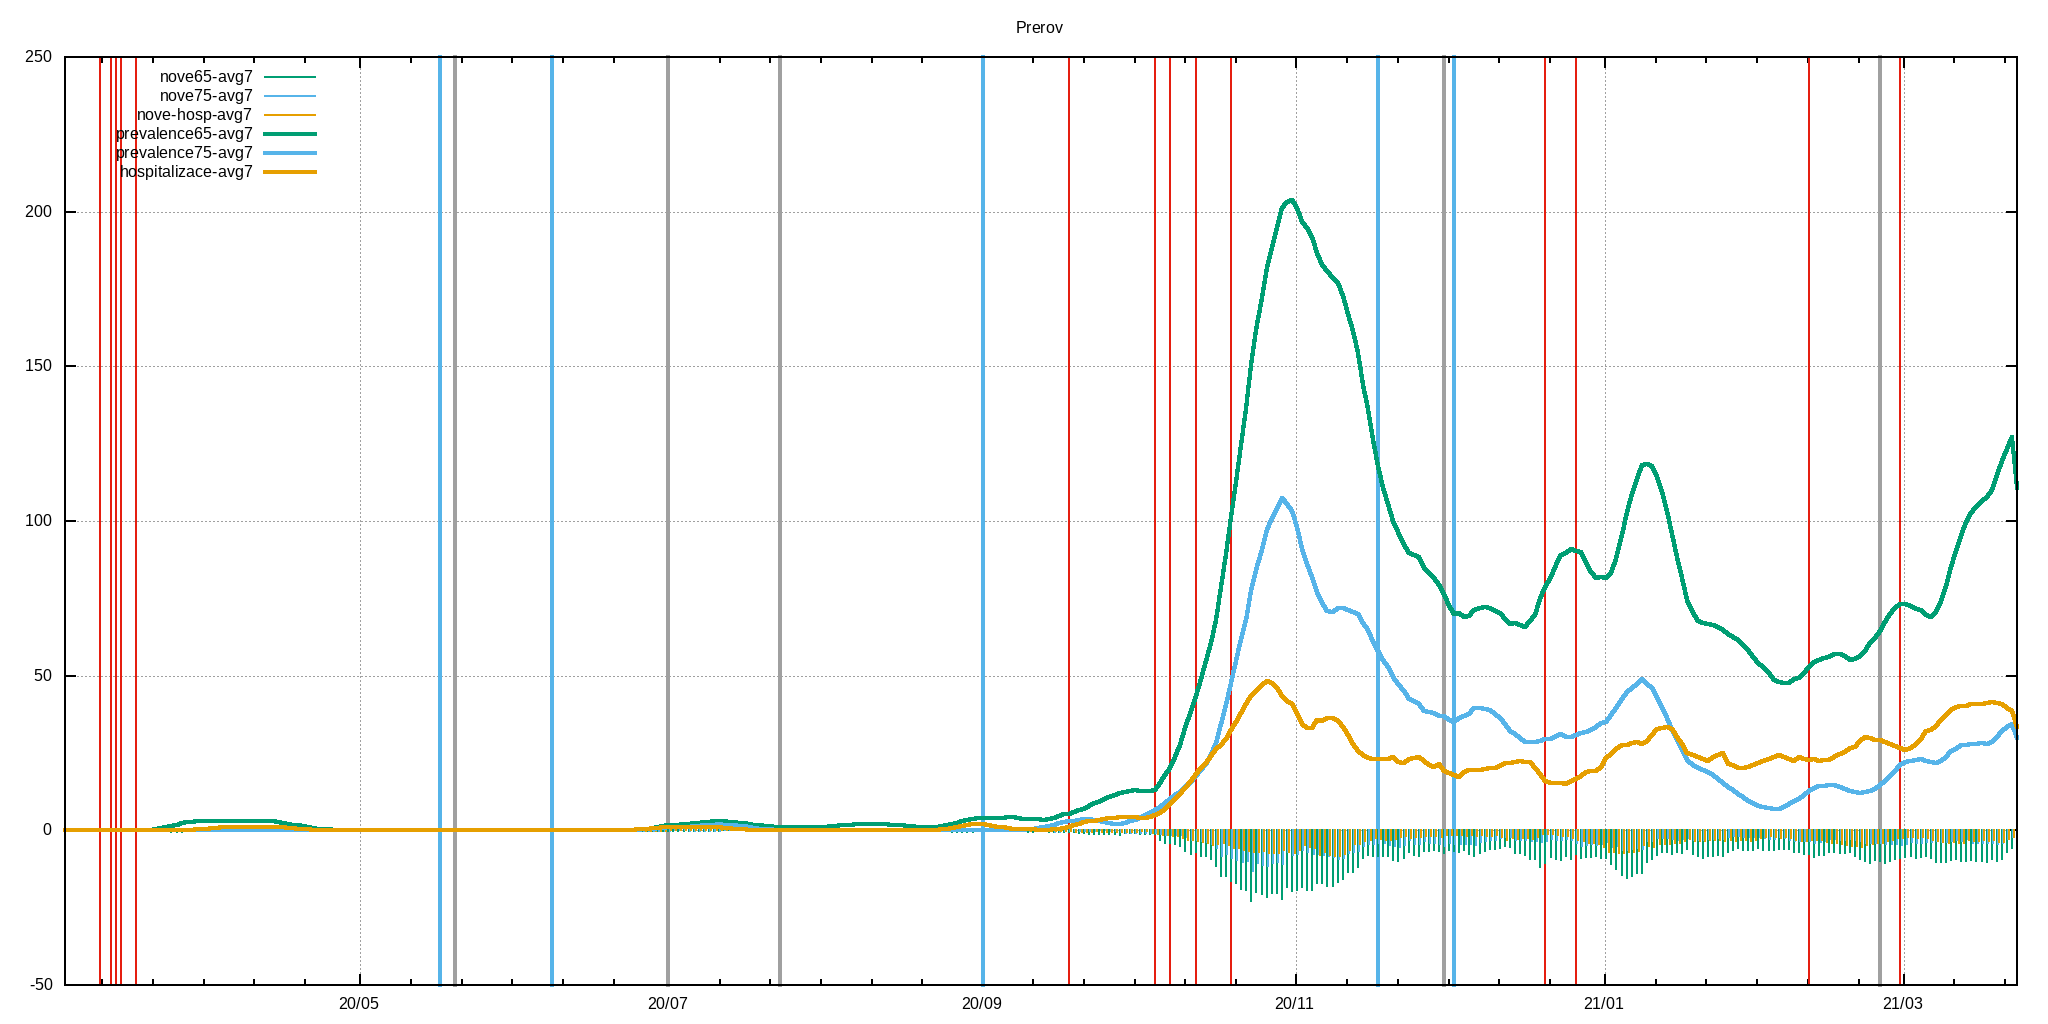 Prerov
250
nove65-avg7
nove75-avg7
nove-hosp-avg7
prevalence65-avg7
prevalence75-avg7
hospitalizace-avg7
200
150
100
50
0
-50
20/05
20/07
20/09
20/11
21/01
21/03